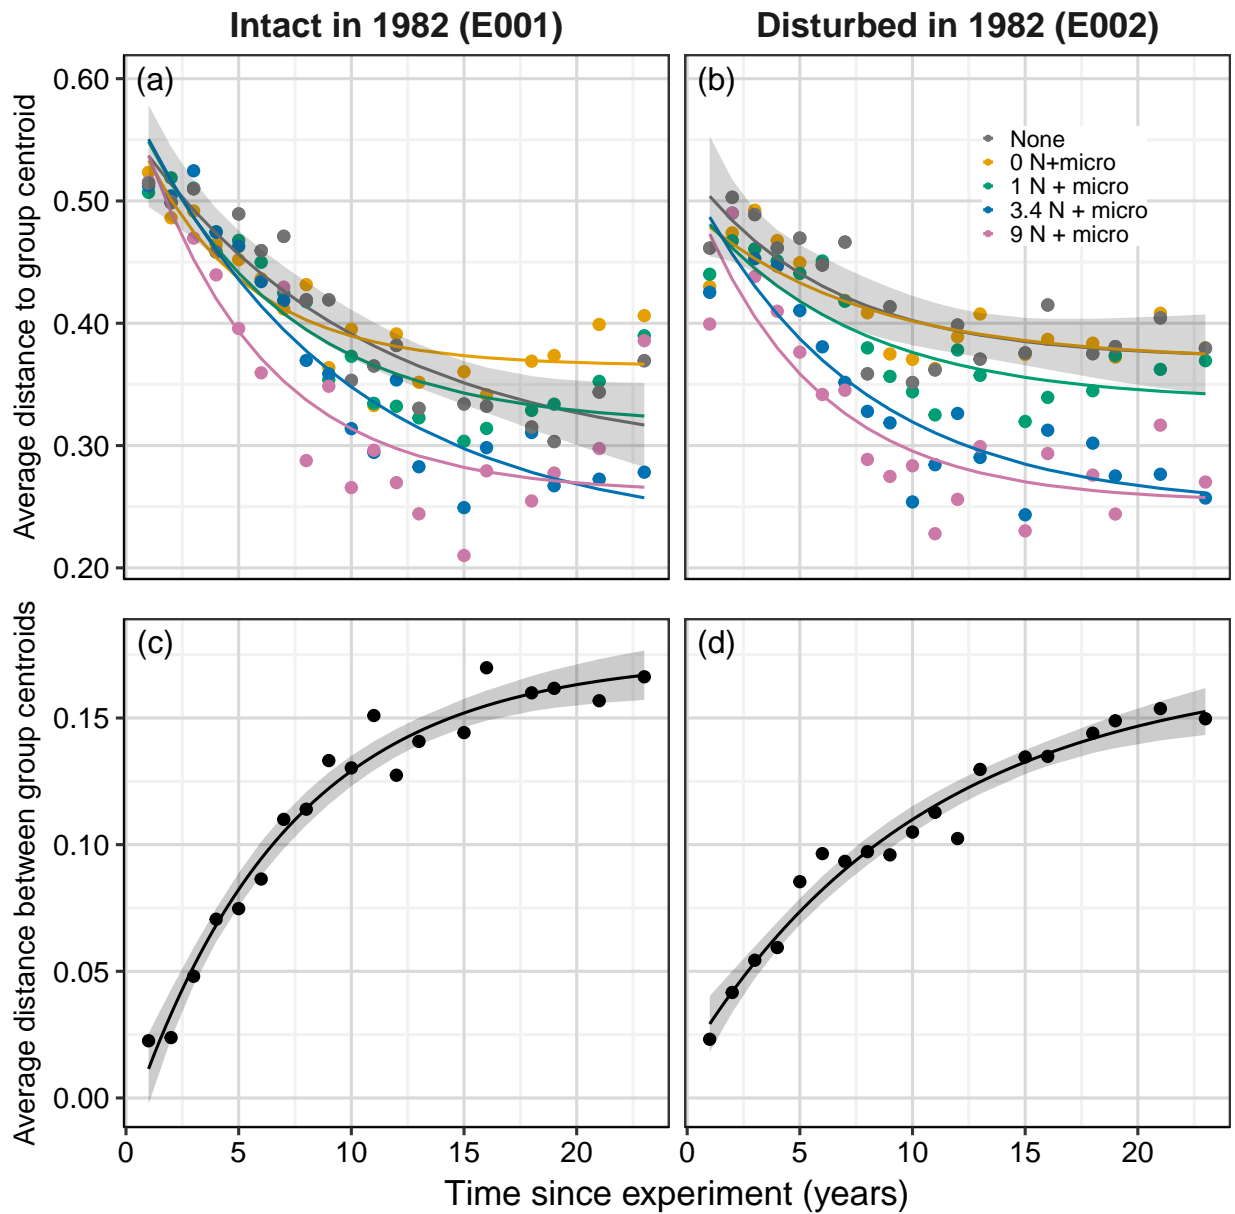 Intact in 1982 (E001)
Disturbed in 1982 (E002)
Average distance to group centroid
0.60
0.50
0.40
0.30
0.20
(a)
(b)
None
0 N+micro
1 N + micro
3.4 N + micro
9 N + micro
Average distance between group centroids
0.15
0.10
0.05
0.00
(c)
(d)
0 5 10 15 20
0 5 10 15 20
Time since experiment (years)